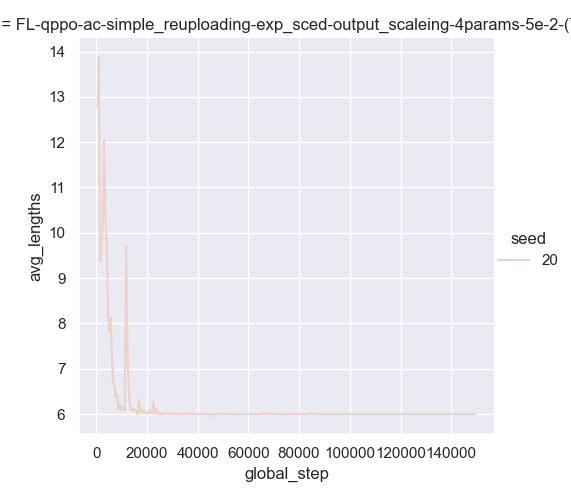 = FL-qppo-ac-simple_reuploading-exp_sced-output_scaleing-4params-5e-2-(
14
13
12
11
10
9
8
7
6
avg_lengths
0 20000 40000 60000 80000 100000 120000 140000
global_step
seed
20